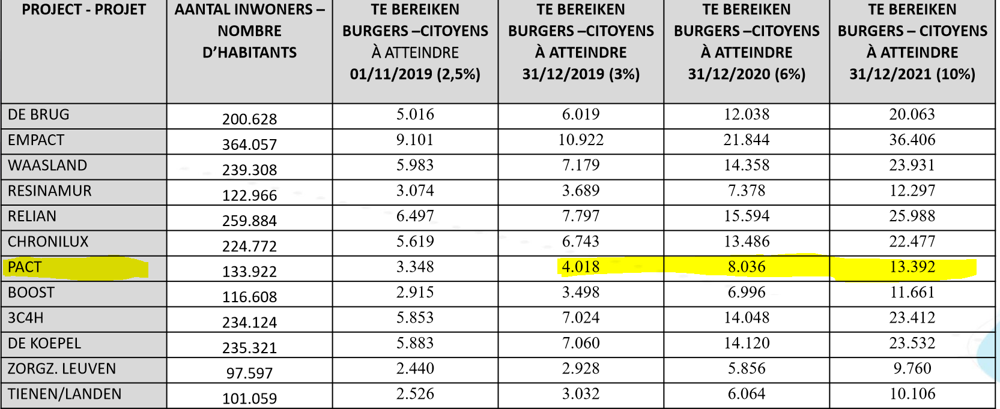 PROJECT - PROJET
AANTAL INWONERS –
NOMBRE
D'HABITANTS
TE BEREIKEN
BURGERS –CITOYENS
À ATTEINDRE
01/11/2019 (2,5%)
TE BEREIKEN
BURGERS –CITOYENS
À ATTEINDRE
31/12/2019 (3%)
TE BEREIKEN
BURGERS –CITOYENS
À ATTEINDRE
31/12/2020 (6%)
TE BEREIKEN
BURGERS – CITOYENS
À ATTEINDRE
31/12/2021 (10%)
DE BRUG 200.628 5.016 6.019 12.038 20.063
EMPACT 364.057 9.101 10.922 21.844 36.406
WAASLAND 239.308 5.983 7.179 14.358 23.931
RESINAMUR 122.966 3.074 3.689 7.378 12.297
RELIAN 259.884 6.497 7.797 15.594 25.988
CHRONILUX 224.772 5.619 6.743 13.486 22.477
PACT 133.922 3.348 4.018 8.036 13.392
BOOST 116.608 2.915 3.498 6.996 11.661
3C4H 234.124 5.853 7.024 14.048 23.412
DE KOEPEL 235.321 5.883 7.060 14.120 23.532
ZORGZ. LEUVEN 97.597 2.440 2.928 5.856 9.760
TIENEN/LANDEN 101.059 2.526 3.032 6.064 10.106